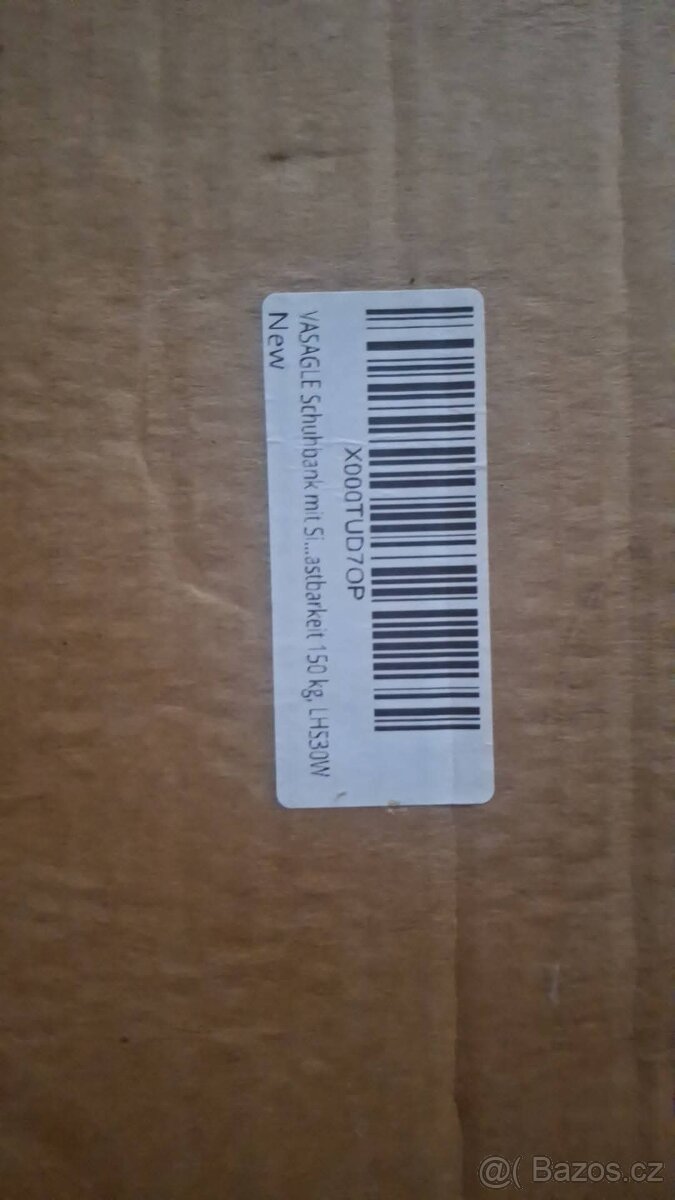 X000TUD7OP
VASAGLE Schuhbank mit Si...astbarkeit 150 kg, LHS30W
New
@( Bazos.cz